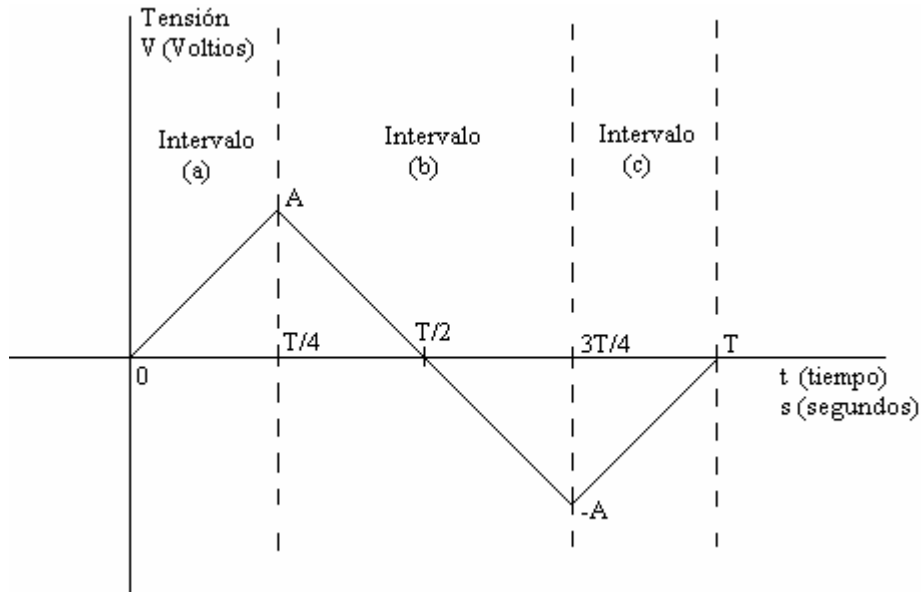 Tensión
V (Voltios)
Intervalo
(a)
Intervalo
(b)
Intervalo
(c)
A
T/4
T/2
3T/4
T
0
t (tiempo)
s (segundos)
-A